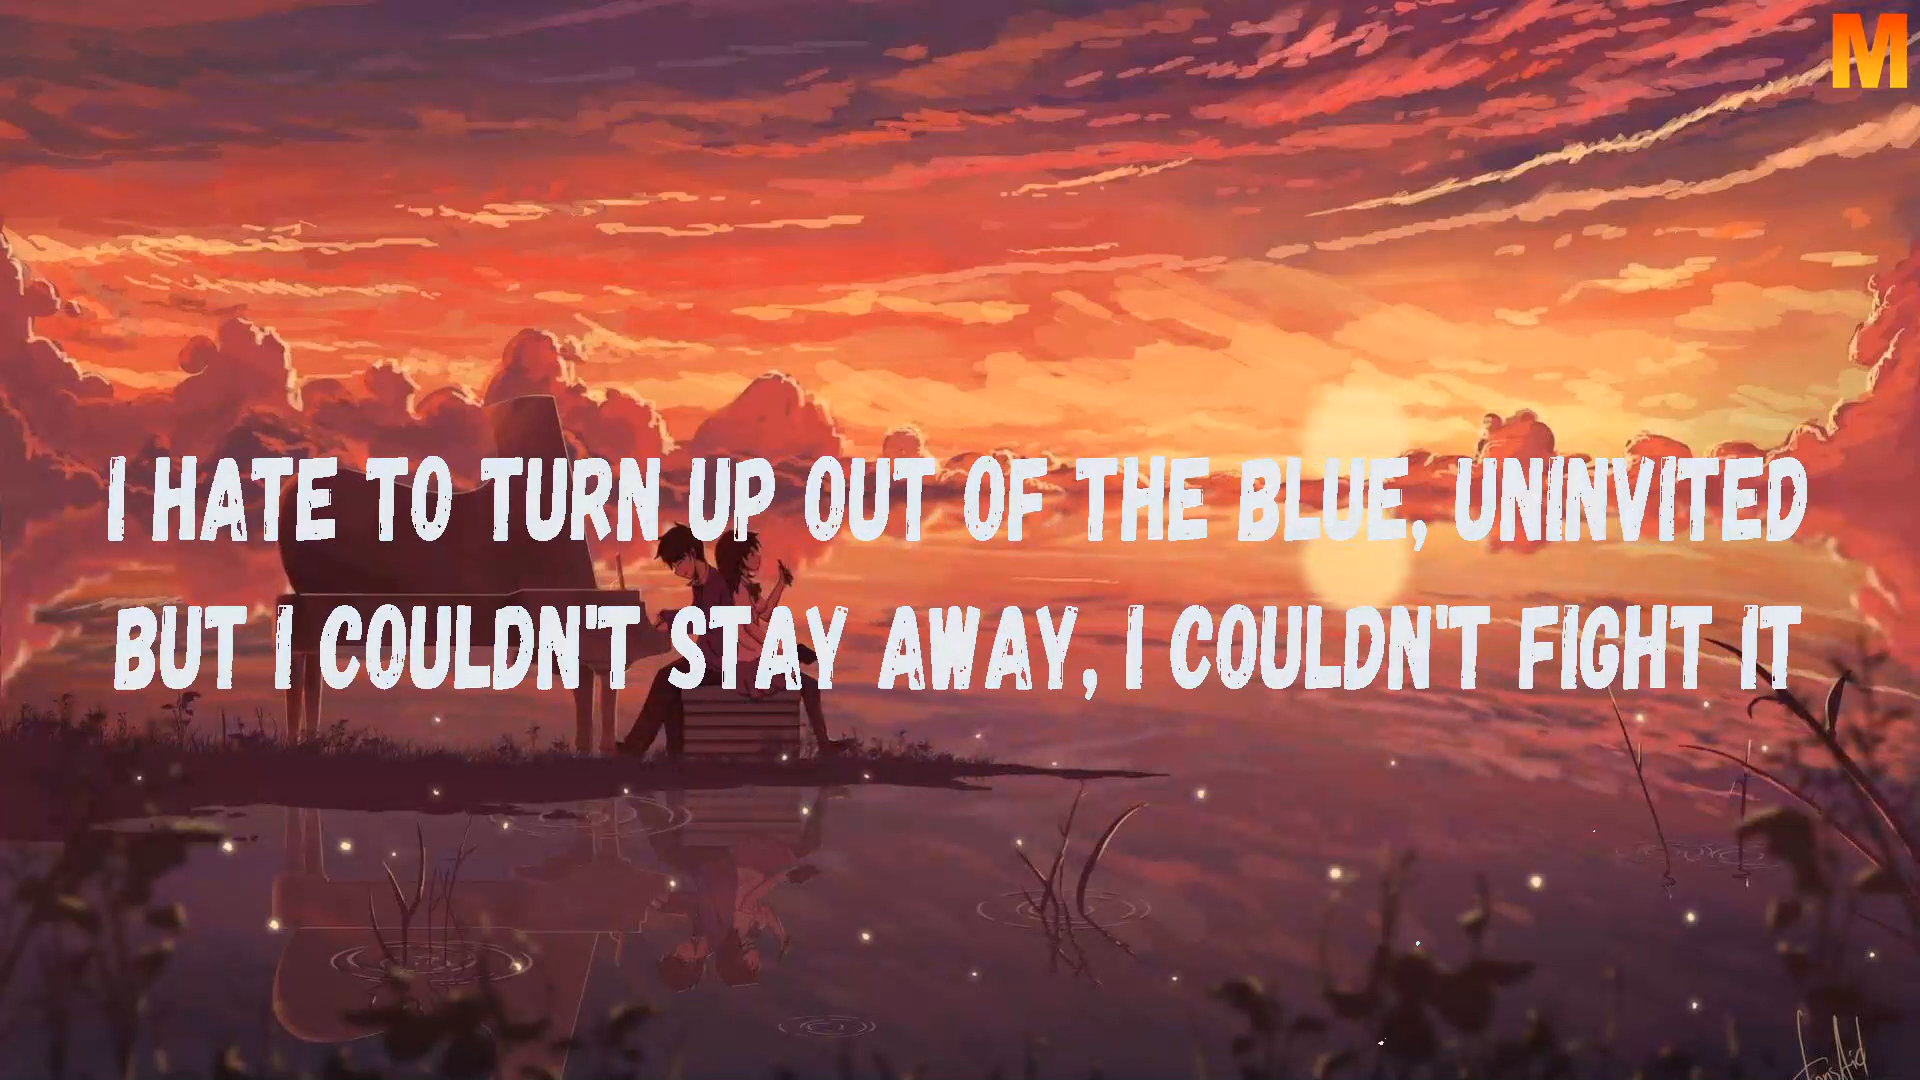 M
I HATE TO TURN UP OUT OF THE BLUE, UNINVITED
BUT I COULDN'T STAY AWAY, I COULDN'T FIGHT IT